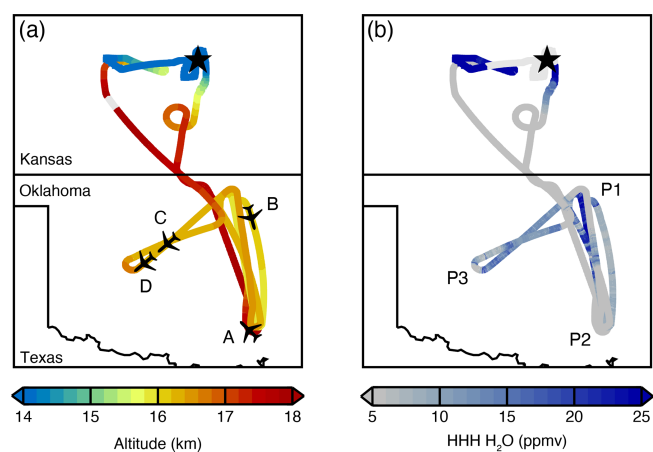 (a)
Kansas
Oklahoma
B
C
D
A
Texas
14 15 16 17 18
Altitude (km)
(b)
P1
P3
P2
5 10 15 20 25
HHH H₂O (ppmv)